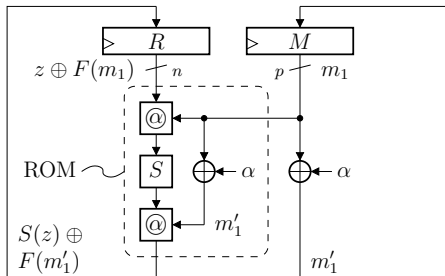 R
M
z ⊕ F(m₁)
n
p
m₁
@
ROM
S
α
α
@
S(z) ⊕
F(m′₁)
m′₁
m′₁